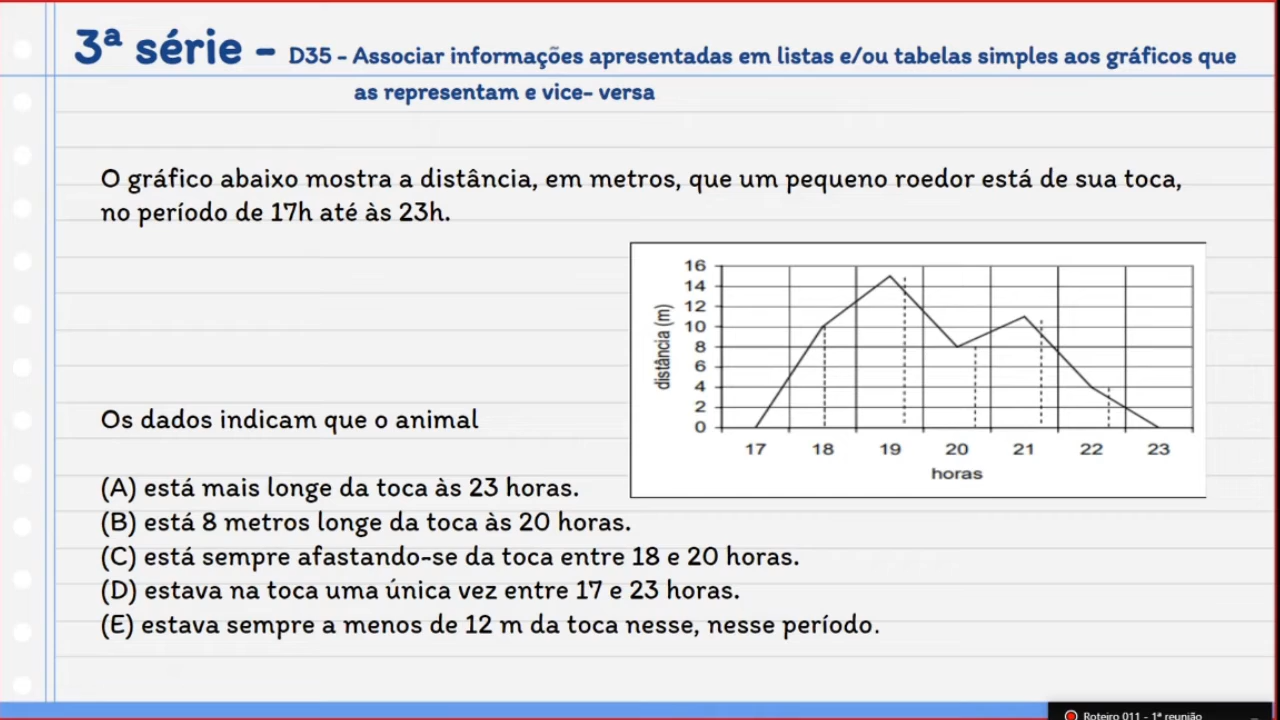 3ª série – D35 - Associar informações apresentadas em listas e/ou tabelas simples aos gráficos que
as representam e vice- versa
O gráfico abaixo mostra a distância, em metros, que um pequeno roedor está de sua toca,
no período de 17h até às 23h.
16
14
12
10
8
6
4
2
0
distância (m)
17 18 19 20 21 22 23
horas
Os dados indicam que o animal
(A) está mais longe da toca às 23 horas.
(B) está 8 metros longe da toca às 20 horas.
(C) está sempre afastando-se da toca entre 18 e 20 horas.
(D) estava na toca uma única vez entre 17 e 23 horas.
(E) estava sempre a menos de 12 m da toca nesse, nesse período.
Roteiro 011 - 1ª reunião